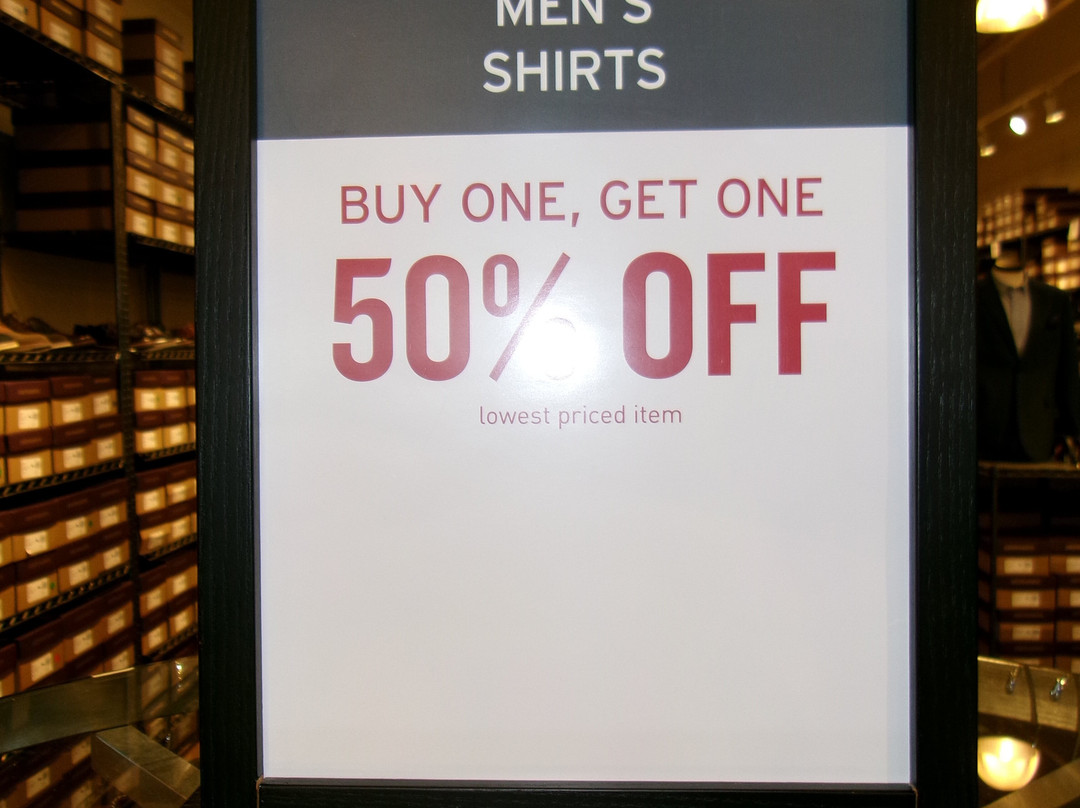 MEN'S
SHIRTS
BUY ONE, GET ONE
50% OFF
lowest priced item